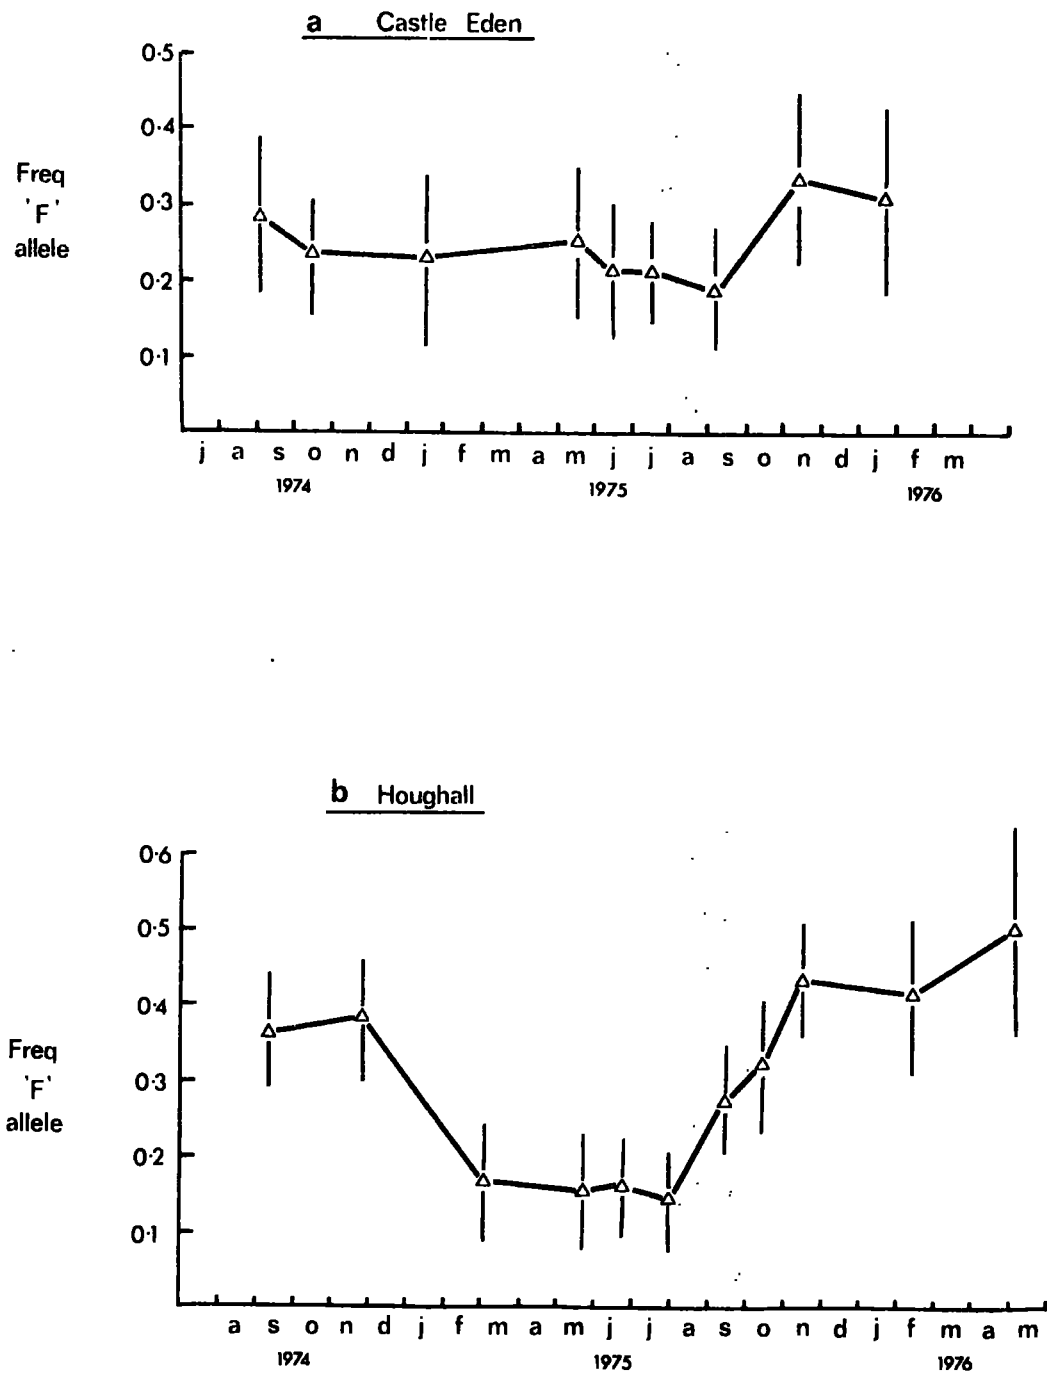 a Castle Eden
0·5
0·4
0·3
0·2
0·1
Freq
'F'
allele
j a s o n d j f m a m j j a s o n d j f m
1974 1975 1976
b Houghall
0·6
0·5
0·4
0·3
0·2
0·1
Freq
'F'
allele
a s o n d j f m a m j j a s o n d j f m a m
1974 1975 1976